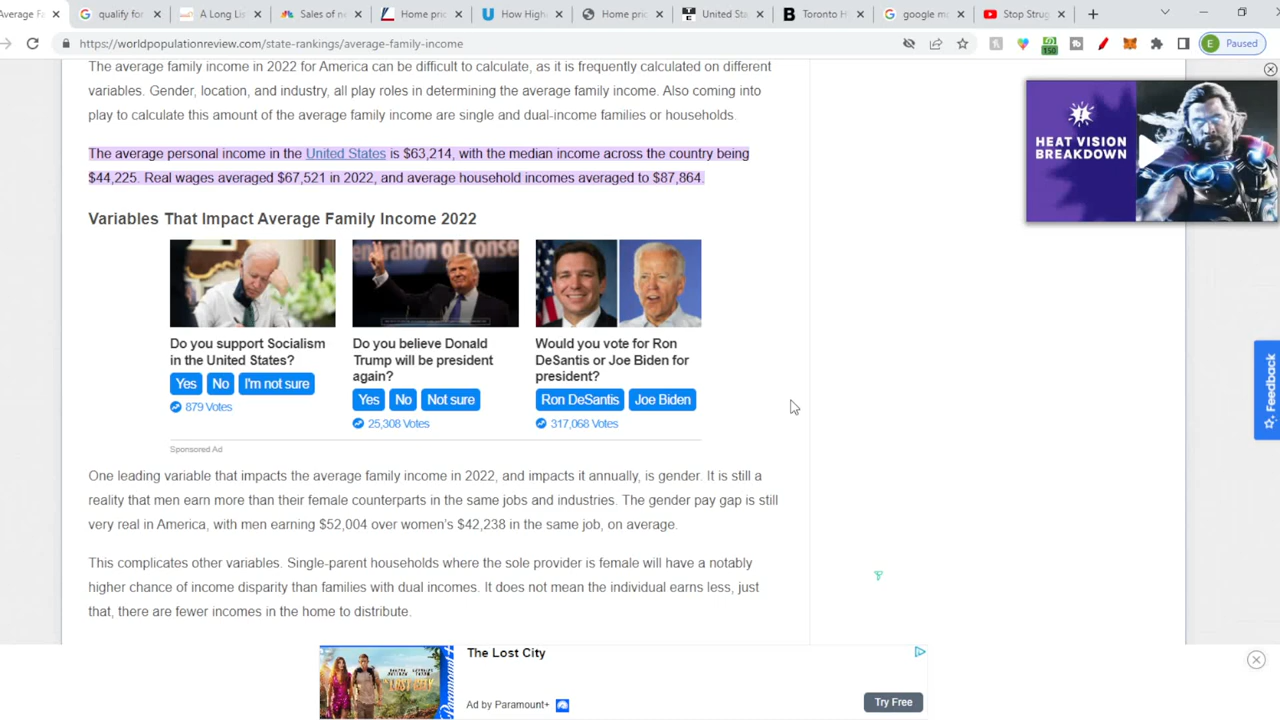 Average Fa
qualify for
A Long Lis
Sales of ne
Home pric
How Highe
Home pric
United Sta
Toronto Ho
google mo
Stop Strug
https://worldpopulationreview.com/state-rankings/average-family-income
150
E
Paused
The average family income in 2022 for America can be difficult to calculate, as it is frequently calculated on different
variables. Gender, location, and industry, all play roles in determining the average family income. Also coming into
play to calculate this amount of the average family income are single and dual-income families or households.
The average personal income in the United States is $63,214, with the median income across the country being
$44,225. Real wages averaged $67,521 in 2022, and average household incomes averaged to $87,864.
HEAT VISION
BREAKDOWN
Variables That Impact Average Family Income 2022
Do you support Socialism
in the United States?
Yes
No
I'm not sure
879 Votes
Do you believe Donald
Trump will be president
again?
Yes
No
Not sure
25,308 Votes
Would you vote for Ron
DeSantis or Joe Biden for
president?
Ron DeSantis
Joe Biden
317,068 Votes
Sponsored Ad
Feedback
One leading variable that impacts the average family income in 2022, and impacts it annually, is gender. It is still a
reality that men earn more than their female counterparts in the same jobs and industries. The gender pay gap is still
very real in America, with men earning $52,004 over women's $42,238 in the same job, on average.
This complicates other variables. Single-parent households where the sole provider is female will have a notably
higher chance of income disparity than families with dual incomes. It does not mean the individual earns less, just
that, there are fewer incomes in the home to distribute.
The Lost City
Ad by Paramount+
Try Free